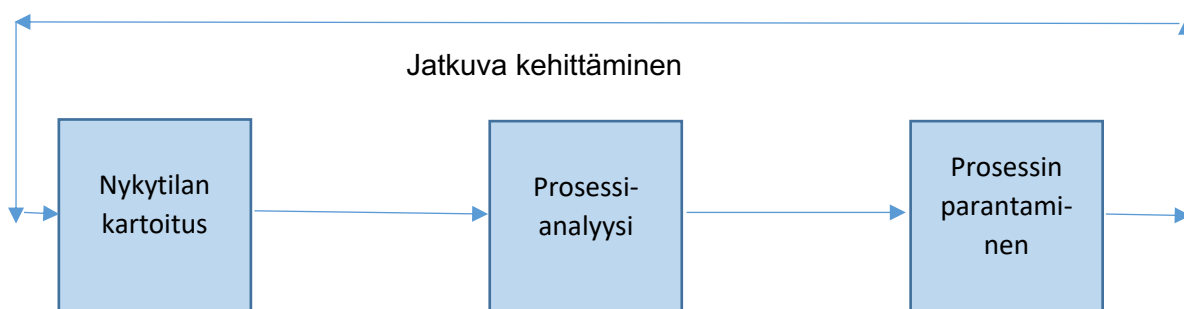 Jatkuva kehittäminen
Nykytilan
kartoitus
Prosessi-
analyysi
Prosessin
parantami-
nen